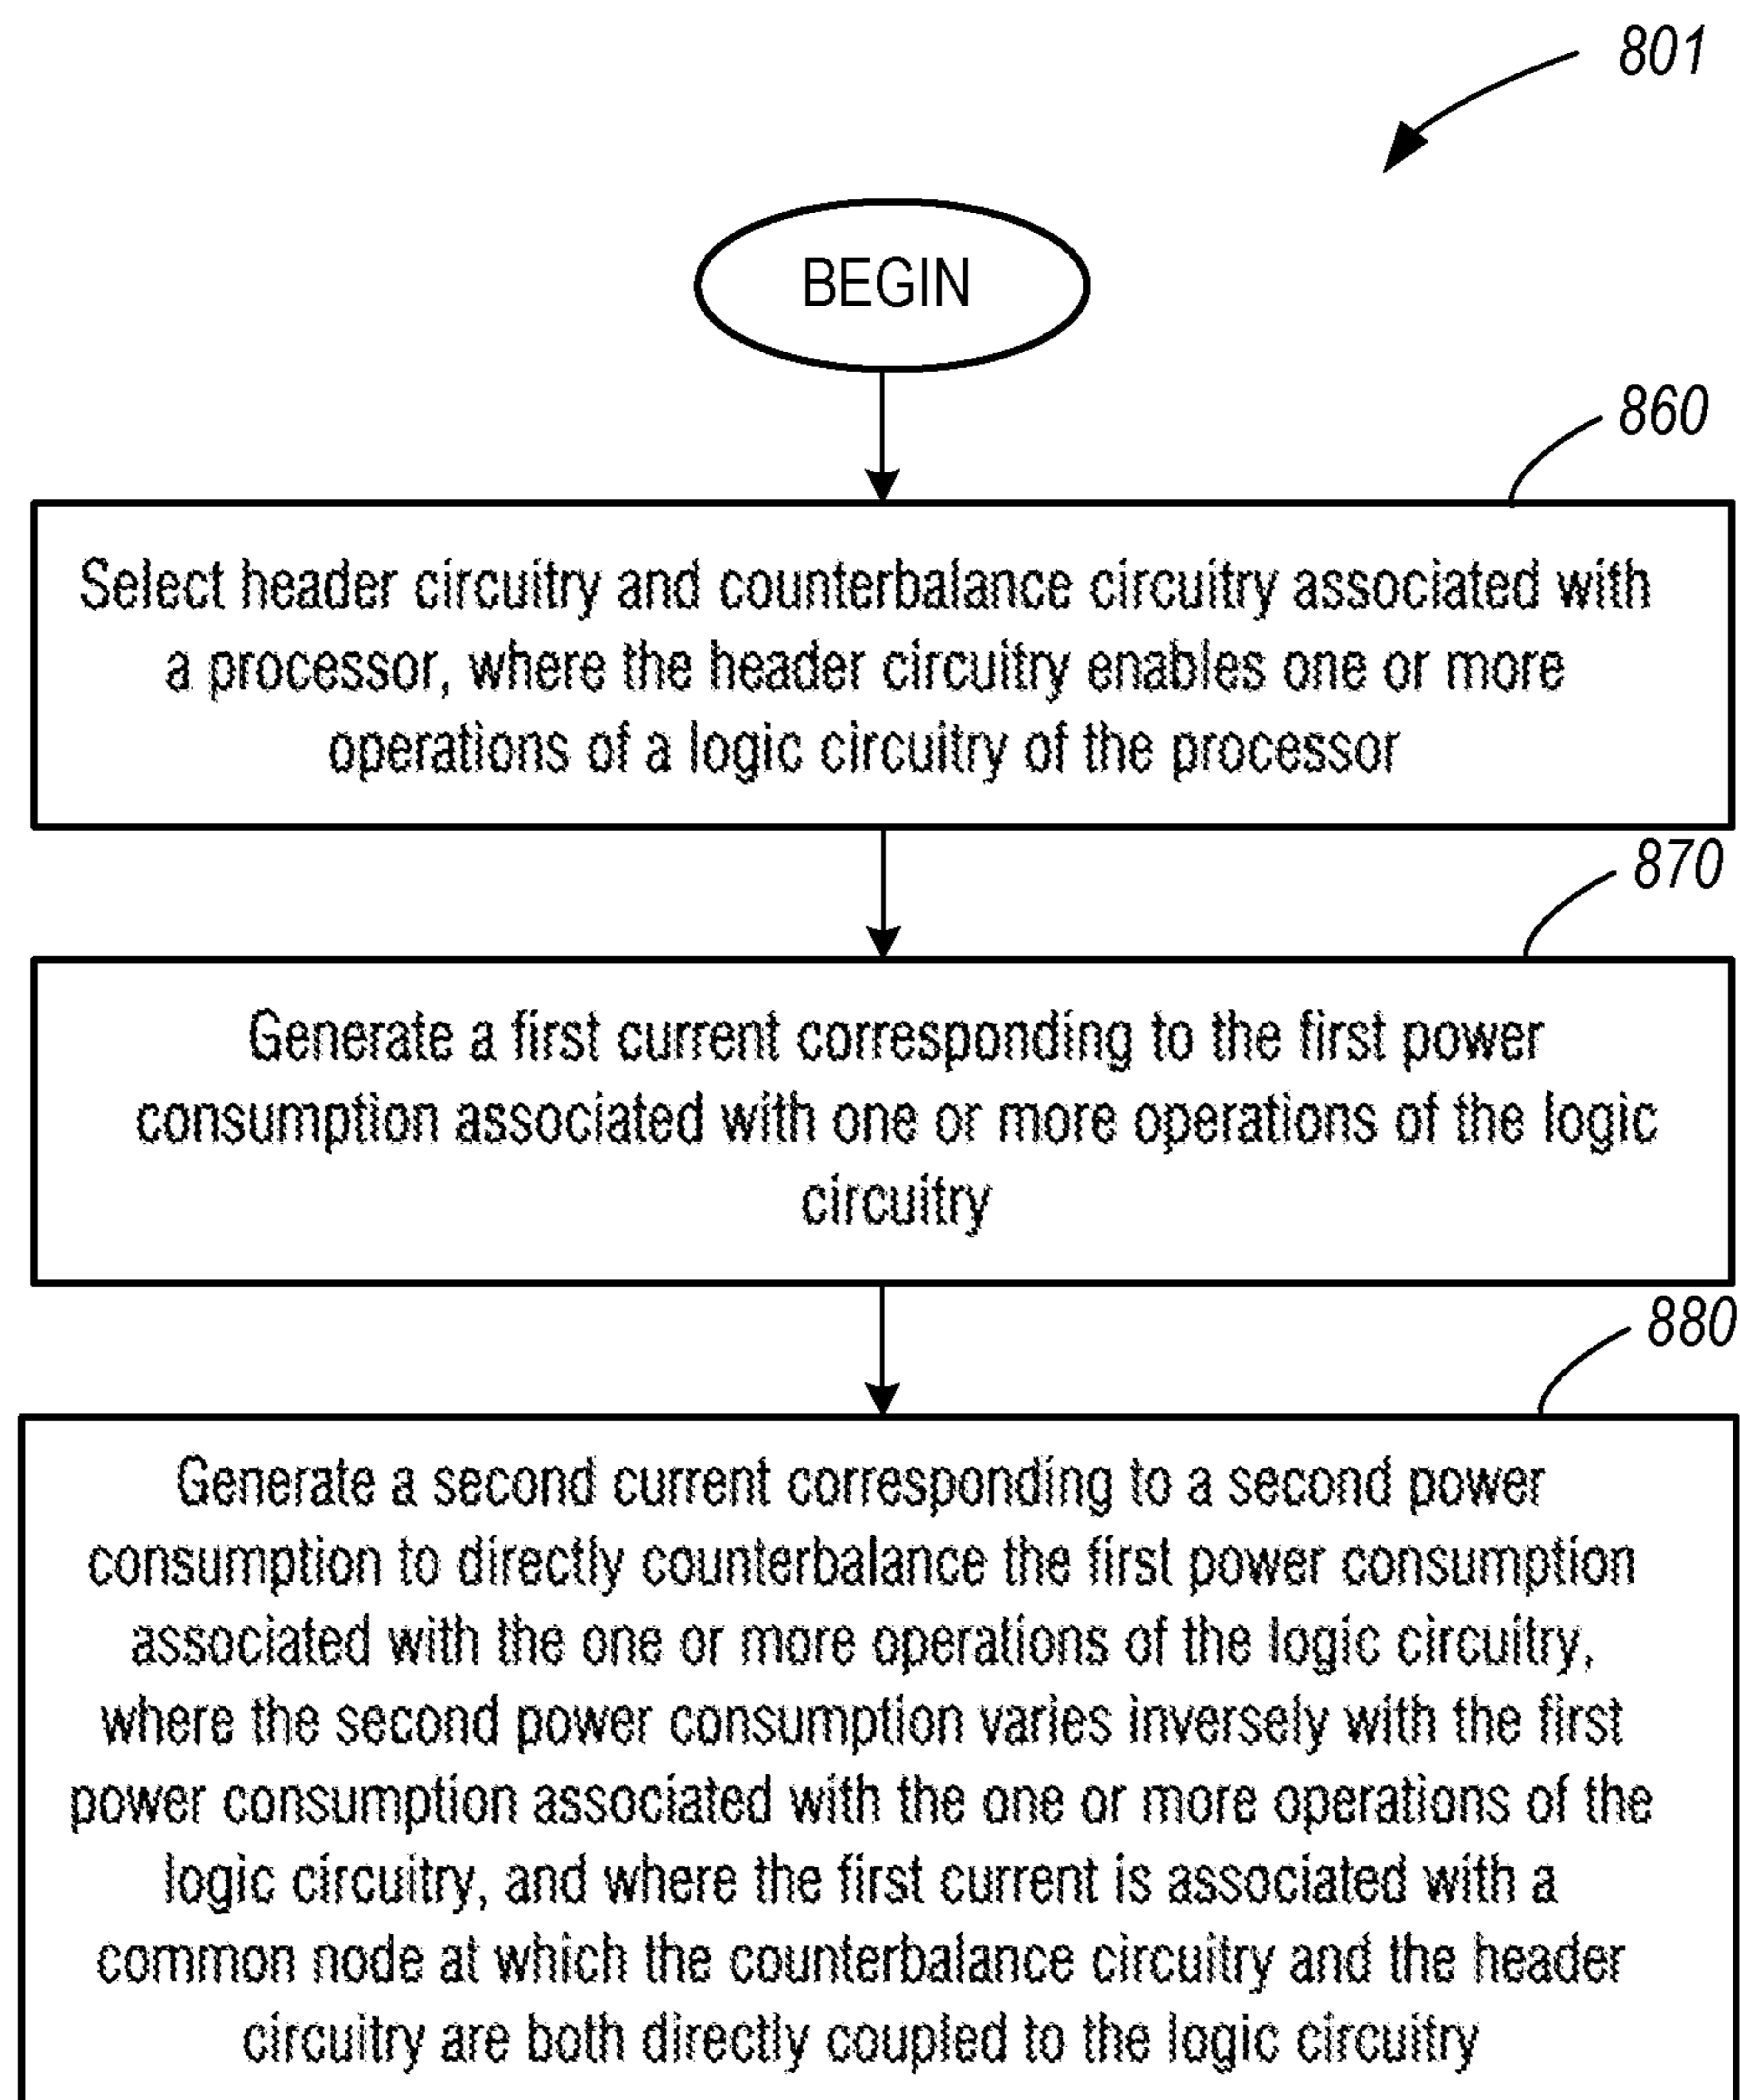 801
BEGIN
860
Select header circuitry and counterbalance circuitry associated with
a processor, where the header circuitry enables one or more
operations of a logic circuitry of the processor
870
Generate a first current corresponding to the first power
consumption associated with one or more operations of the logic
circuitry
880
Generate a second current corresponding to a second power
consumption to directly counterbalance the first power consumption
associated with the one or more operations of the logic circuitry,
where the second power consumption varies inversely with the first
power consumption associated with the one or more operations of the
logic circuitry, and where the first current is associated with a
common node at which the counterbalance circuitry and the header
circuitry are both directly coupled to the logic circuitry